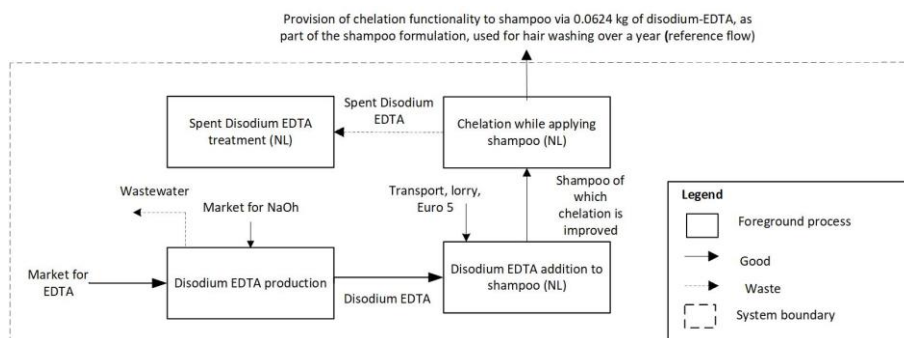 Provision of chelation functionality to shampoo via 0.0624 kg of disodium-EDTA, as
part of the shampoo formulation, used for hair washing over a year (reference flow)
Spent Disodium
EDTA
Spent Disodium EDTA
treatment (NL)
Chelation while applying
shampoo (NL)
Wastewater
Market for NaOh
Transport, lorry,
Euro 5
Shampoo of
which
chelation is
improved
Market for
EDTA
Disodium EDTA production
Disodium EDTA
Disodium EDTA addition to
shampoo (NL)
Legend
Foreground process
Good
Waste
System boundary